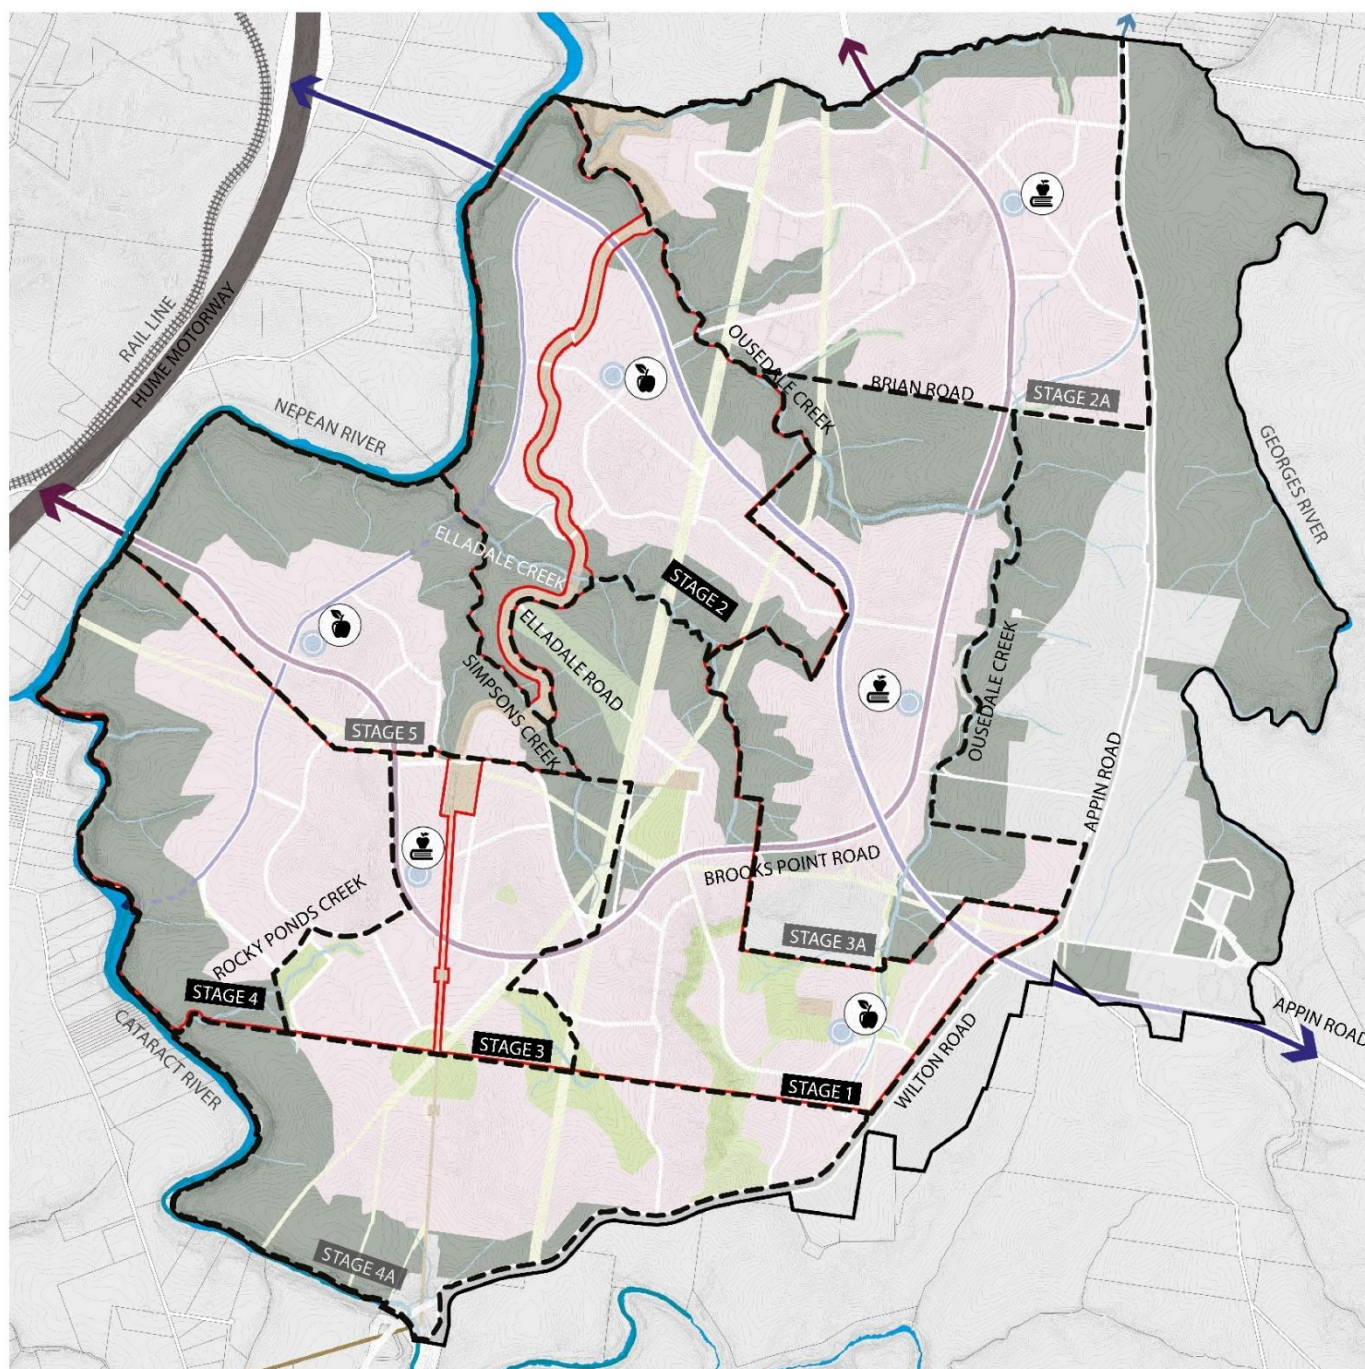 RAIL LINE
HUME MOTORWAY
NEPEAN RIVER
OUSEDALE CREEK
BRIAN ROAD
STAGE 2A
GEORGES RIVER
ELLADALE CREEK
STAGE 2
ELLADALE ROAD
SIMPSONS CREEK
OUSEDALE CREEK
STAGE 5
APPIN ROAD
BROOKS POINT ROAD
ROCKY PONDS CREEK
STAGE 3A
STAGE 4
CATARACT RIVER
STAGE 3
STAGE 1
WILTON ROAD
APPIN ROAD
STAGE 4A